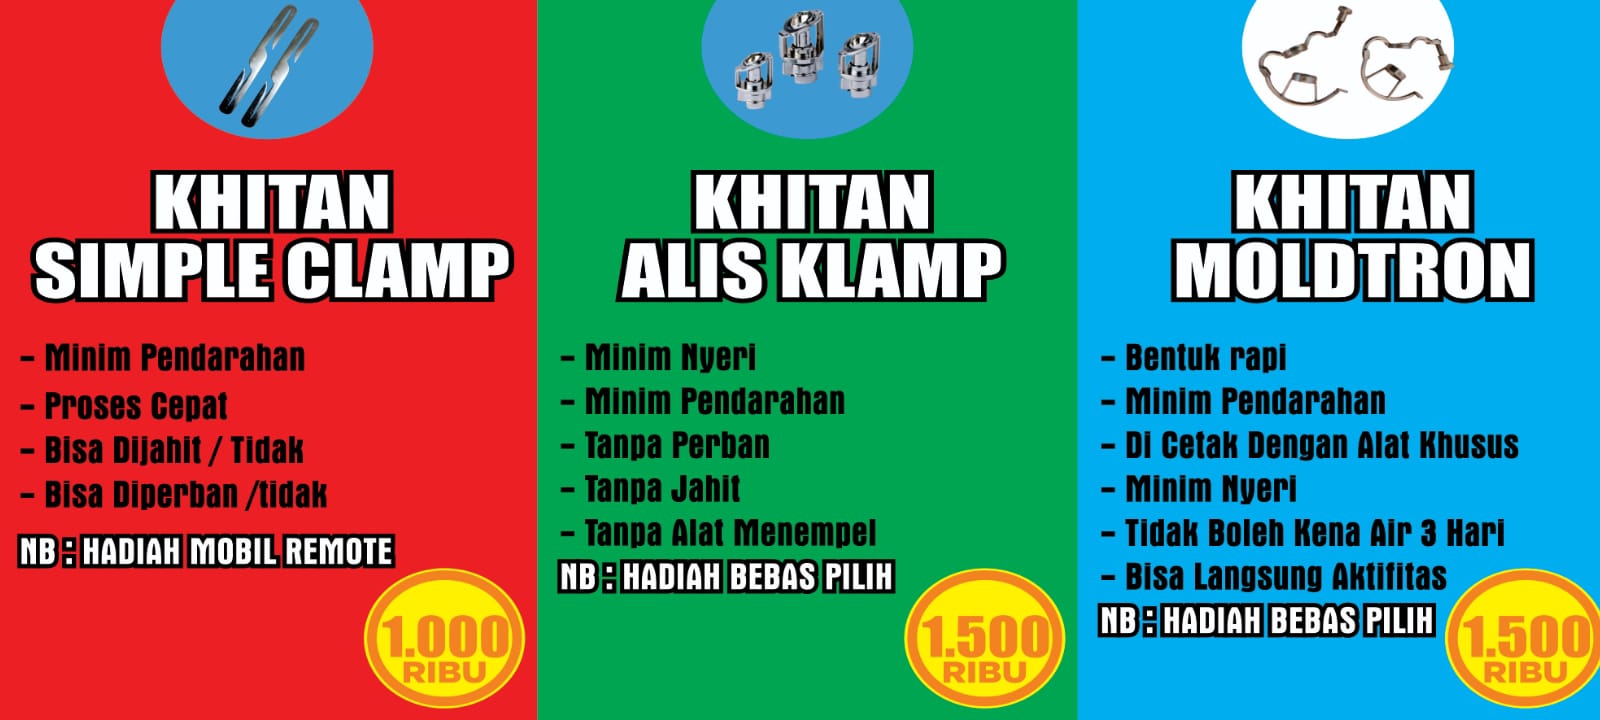 KHITAN
SIMPLE CLAMP
- Minim Pendarahan
- Proses Cepat
- Bisa Dijahit / Tidak
- Bisa Diperban /tidak
NB : HADIAH MOBIL REMOTE
1.000
RIBU
KHITAN
ALIS KLAMP
- Minim Nyeri
- Minim Pendarahan
- Tanpa Perban
- Tanpa Jahit
- Tanpa Alat Menempel
NB : HADIAH BEBAS PILIH
1.500
RIBU
KHITAN
MOLDTRON
- Bentuk rapi
- Minim Pendarahan
- Di Cetak Dengan Alat Khusus
- Minim Nyeri
- Tidak Boleh Kena Air 3 Hari
- Bisa Langsung Aktifitas
NB : HADIAH BEBAS PILIH
1.500
RIBU